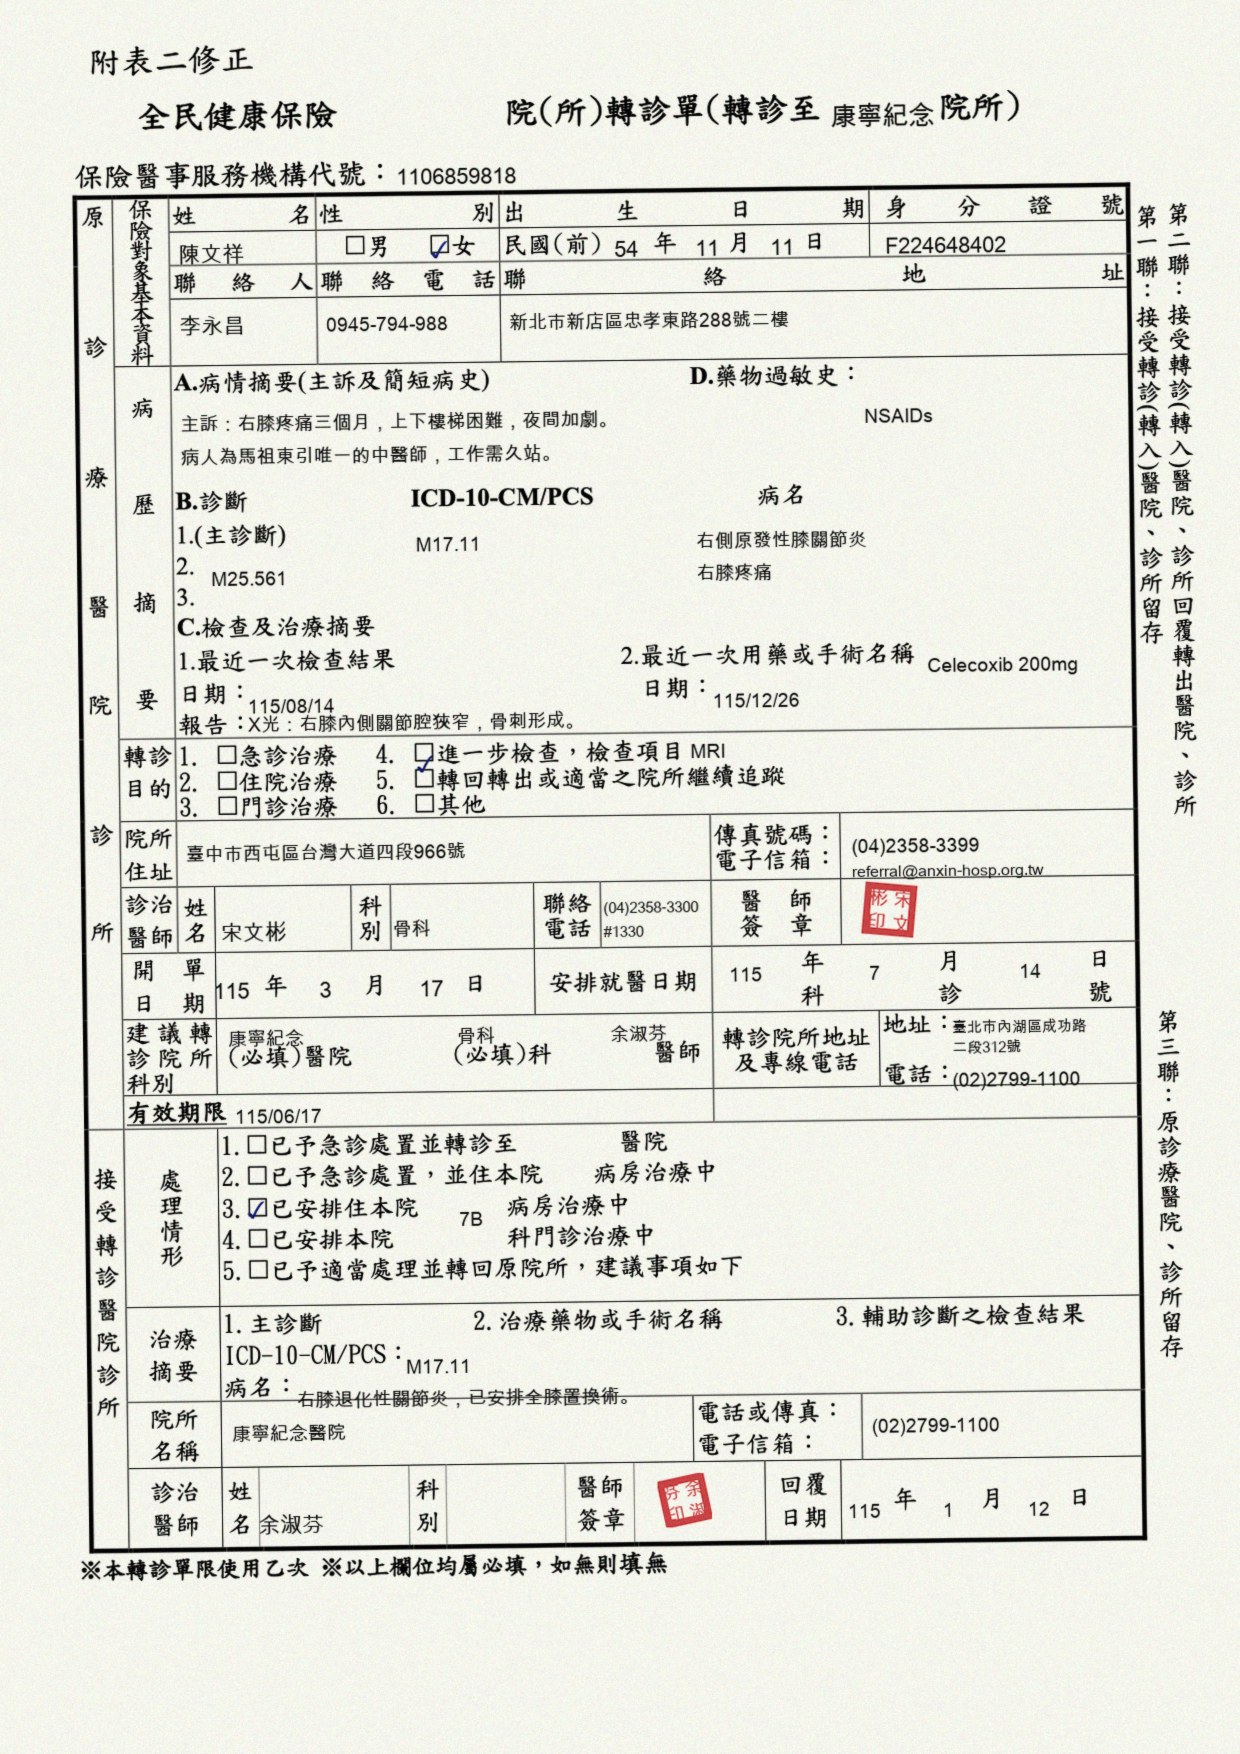 附表二修正
全民健康保險 院(所)轉診單(轉診至 康寧紀念 院所)
保險醫事服務機構代號：1106859818
原診療醫院診所
保險對象基本資料
姓名 性別 出生日期 身分證號
陳文祥 □男 ☑女 民國(前) 54 年 11 月 11 日 F224648402
聯絡人 聯絡電話 聯絡地址
李永昌 0945-794-988 新北市新店區忠孝東路288號二樓
病歷摘要
A.病情摘要(主訴及簡短病史) D.藥物過敏史：
主訴：右膝疼痛三個月，上下樓梯困難，夜間加劇。 NSAIDs
病人為馬祖東引唯一的中醫師，工作需久站。
B.診斷 ICD-10-CM/PCS 病名
1.(主診斷) M17.11 右側原發性膝關節炎
2. M25.561 右膝疼痛
3.
C.檢查及治療摘要
1.最近一次檢查結果 2.最近一次用藥或手術名稱 Celecoxib 200mg
日期：115/08/14 日期：115/12/26
報告：X光：右膝內側關節腔狹窄，骨刺形成。
轉診目的
1. □急診治療 4. ☑進一步檢查，檢查項目 MRI
2. □住院治療 5. □轉回轉出或適當之院所繼續追蹤
3. □門診治療 6. □其他
院所住址 臺中市西屯區台灣大道四段966號 傳真號碼： (04)2358-3399
電子信箱： referral@anxin-hosp.org.tw
診治醫師 姓名 宋文彬 科別 骨科 聯絡電話 (04)2358-3300 #1330 醫師簽章 宋文彬印
開單日期 115 年 3 月 17 日 安排就醫日期 115 年 7 月 14 日
科 診 號
建議轉診院所科別 康寧紀念 (必填)醫院 骨科 (必填)科 余淑芬 醫師 轉診院所地址及專線電話 地址：臺北市內湖區成功路二段312號
電話：(02)2799-1100
有效期限 115/06/17
接受轉診醫院診所
處理情形
1. □已予急診處置並轉診至 醫院
2. □已予急診處置，並住本院 病房治療中
3. ☑已安排住本院 7B 病房治療中
4. □已安排本院 科門診治療中
5. □已予適當處理並轉回原院所，建議事項如下
治療摘要
1. 主診斷 2. 治療藥物或手術名稱 3. 輔助診斷之檢查結果
ICD-10-CM/PCS：M17.11
病名：右膝退化性關節炎，已安排全膝置換術。
院所名稱 康寧紀念醫院 電話或傳真： (02)2799-1100
電子信箱：
診治醫師 姓名 余淑芬 科別 醫師簽章 余淑芬印 回覆日期 115 年 1 月 12 日
※本轉診單限使用乙次 ※以上欄位均屬必填，如無則填無
第一聯：接受轉診(轉入)醫院、診所留存
第二聯：接受轉診(轉入)醫院、診所回覆轉出醫院、診所
第三聯：原診療醫院、診所留存